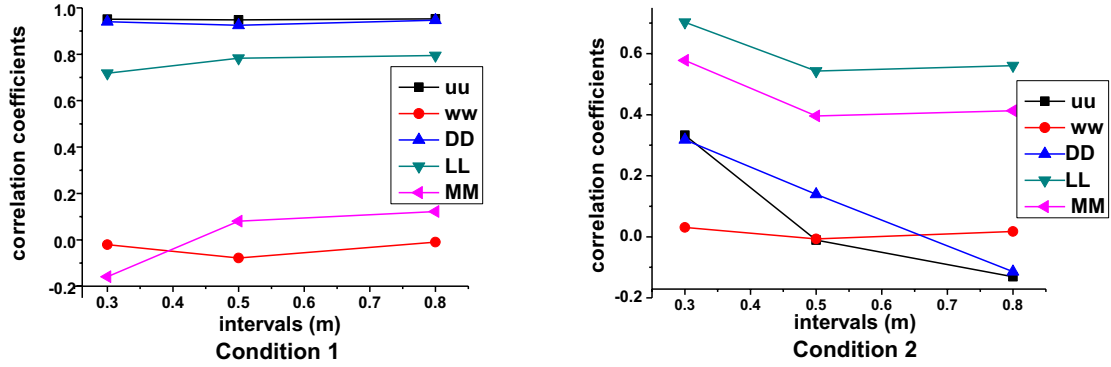 correlation coefficients
1.0
0.8
0.6
0.4
0.2
0.0
-0.2
0.3 0.4 0.5 0.6 0.7 0.8
intervals (m)
Condition 1
uu
ww
DD
LL
MM
correlation coefficients
0.6
0.4
0.2
0.0
-0.2
0.3 0.4 0.5 0.6 0.7 0.8
intervals (m)
Condition 2
uu
ww
DD
LL
MM